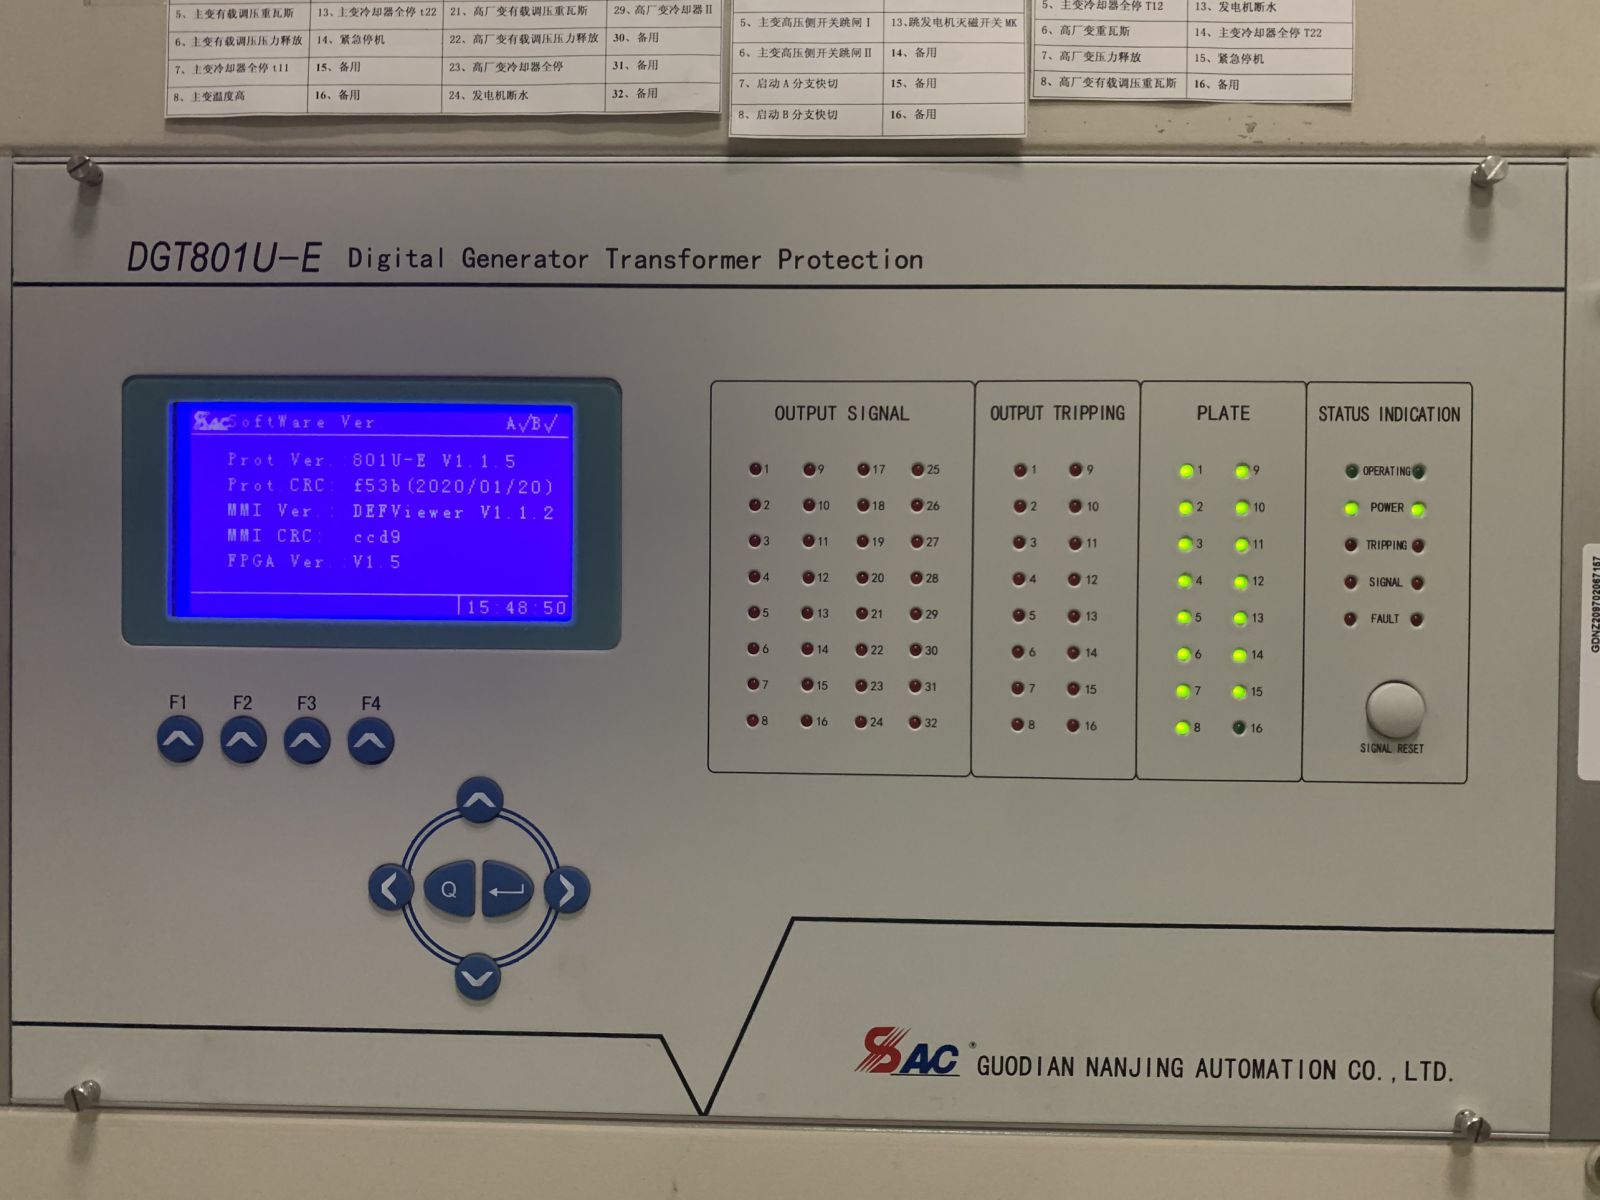 5、主变有载调压重瓦斯 13、主变冷却器全停 t22 21、高厂变有载调压重瓦斯 29、高厂变冷却器II
6、主变有载调压压力释放 14、紧急停机 22、高厂变有载调压压力释放 30、备用
7、主变冷却器全停 t11 15、备用 23、高厂变冷却器全停 31、备用
8、主变温度高 16、备用 24、发电机断水 32、备用
5、主变高压侧开关跳闸 I 13、跳发电机灭磁开关 MK
6、主变高压侧开关跳闸 II 14、备用
7、启动 A 分支快切 15、备用
8、启动 B 分支快切 16、备用
5、主变冷却器全停 T12 13、发电机断水
6、高厂变重瓦斯 14、主变冷却器全停 T22
7、高厂变压力释放 15、紧急停机
8、高厂变有载调压重瓦斯 16、备用
DGT801U-E Digital Generator Transformer Protection
SAC SoftWare Ver. A√B√
Prot Ver.:801U-E V1.1.5
Prot.CRC: f53b(2020/01/20)
MMI Ver.: DEFViewer V1.1.2
MMI CRC: ccd9
FPGA Ver.:V1.5
15:48:50
F1 F2 F3 F4
Q
OUTPUT SIGNAL
1 9 17 25
2 10 18 26
3 11 19 27
4 12 20 28
5 13 21 29
6 14 22 30
7 15 23 31
8 16 24 32
OUTPUT TRIPPING
1 9
2 10
3 11
4 12
5 13
6 14
7 15
8 16
PLATE
1 9
2 10
3 11
4 12
5 13
6 14
7 15
8 16
STATUS INDICATION
OPERATING
POWER
TRIPPING
SIGNAL
FAULT
SIGNAL RESET
SAC® GUODIAN NANJING AUTOMATION CO.,LTD.
GDNZ209702067157